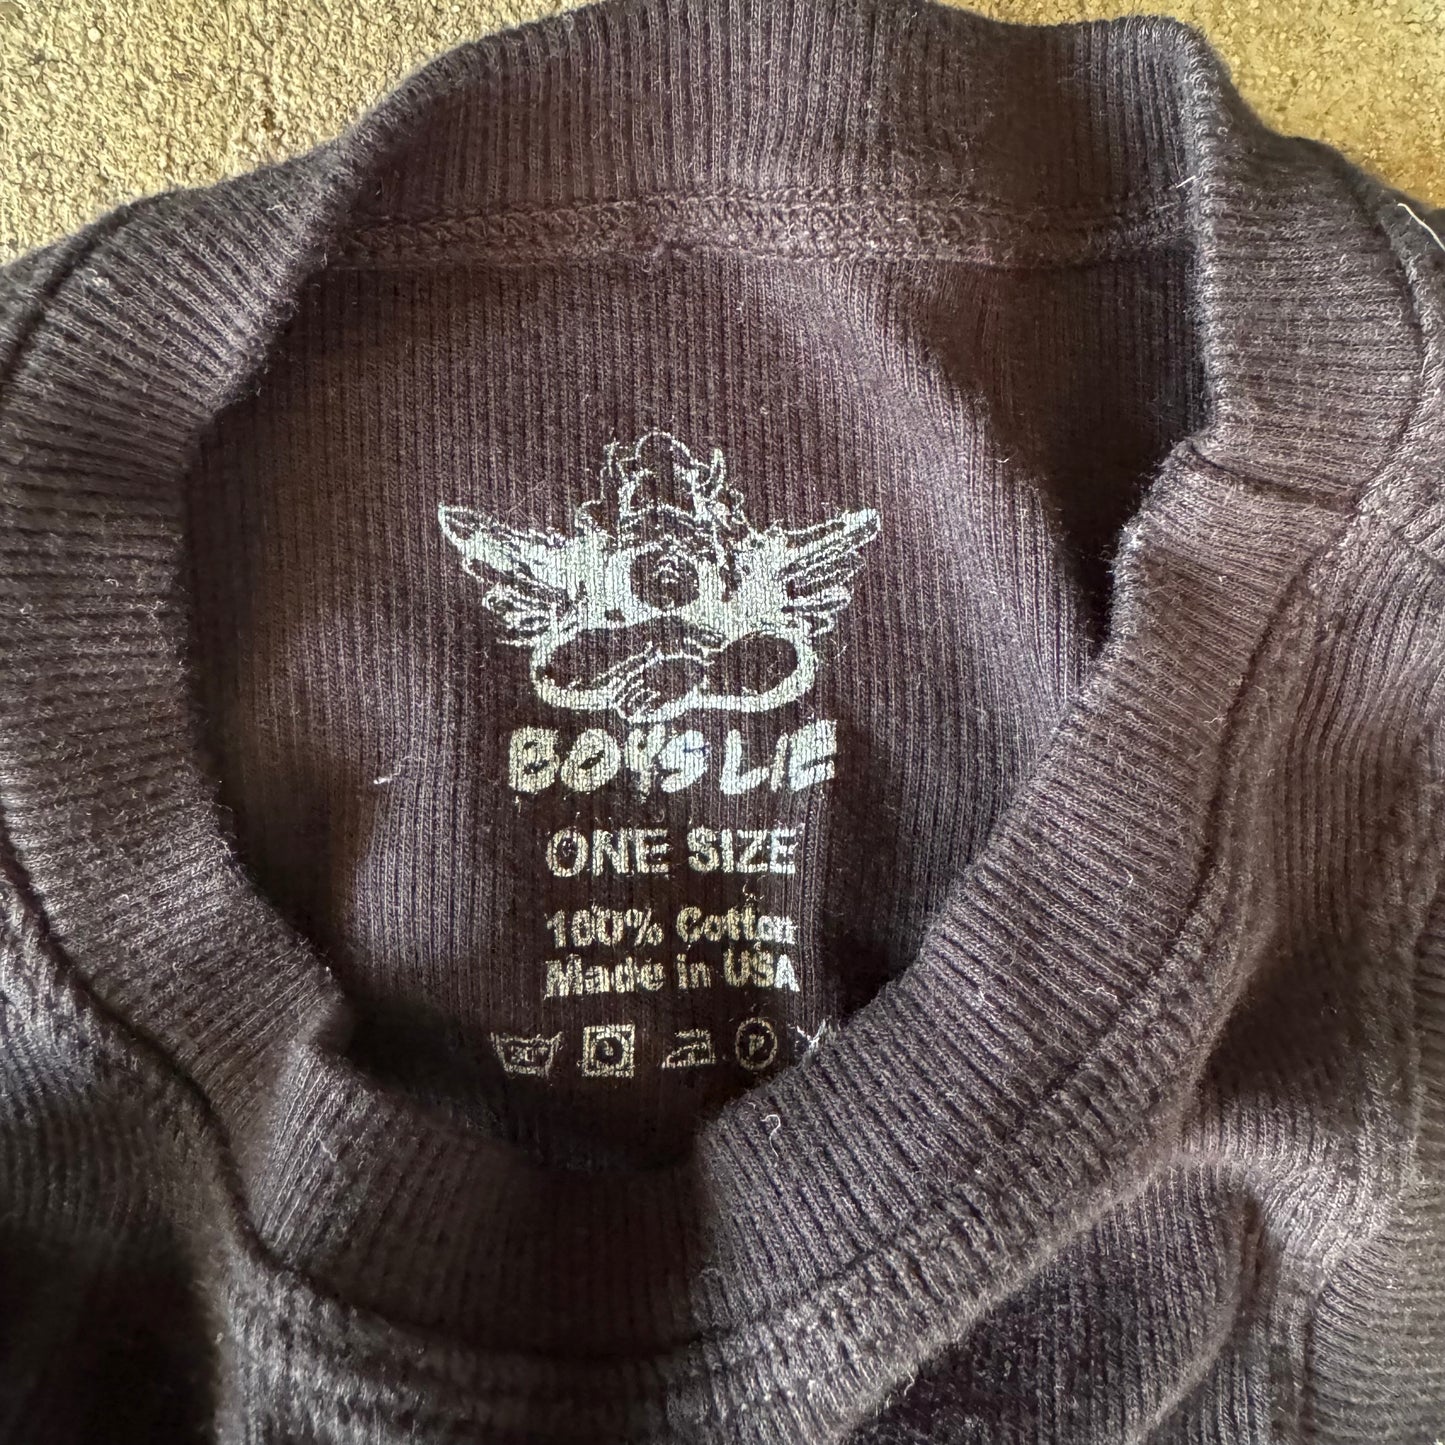 BOYS LIE
ONE SIZE
100% Cotton
Made in USA
P